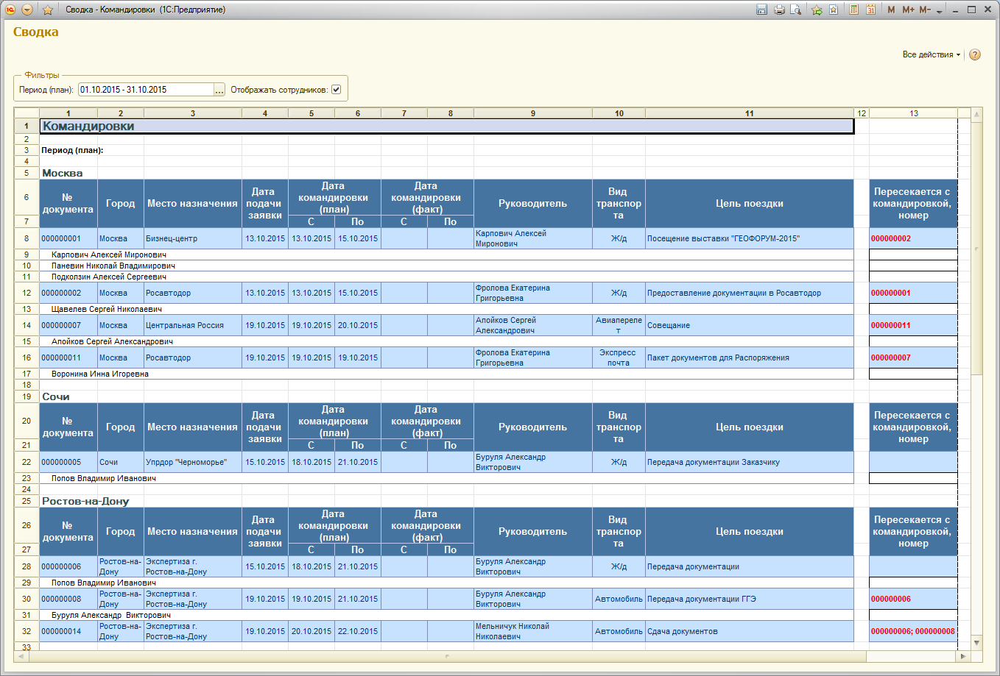 Сводка - Командировки (1С:Предприятие)
M M+ M-
Сводка
Все действия
Фильтры
Период (план): 01.10.2015 - 31.10.2015 ... Отображать сотрудников:
1 2 3 4 5 6 7 8 9 10 11 12 13
1 Командировки
2
3 Период (план):
4
5 Москва
6 № документа Город Место назначения Дата подачи заявки Дата командировки (план) Дата командировки (факт) Руководитель Вид транспорта Цель поездки Пересекается с командировкой, номер
7 С По С По
8 000000001 Москва Бизнец-центр 13.10.2015 13.10.2015 15.10.2015 Карпович Алексей Миронович Ж/д Посещение выставки "ГЕОФОРУМ-2015" 000000002
9 Карпович Алексей Миронович
10 Паневин Николай Владимирович
11 Подколзин Алексей Сергеевич
12 000000002 Москва Росавтодор 13.10.2015 13.10.2015 15.10.2015 Фролова Екатерина Григорьевна Ж/д Предоставление документации в Росавтодор 000000001
13 Щавелев Сергей Николаевич
14 000000007 Москва Центральная Россия 19.10.2015 19.10.2015 20.10.2015 Апойков Сергей Александрович Авиаперелет Совещание 000000011
15 Апойков Сергей Александрович
16 000000011 Москва Росавтодор 19.10.2015 19.10.2015 19.10.2015 Фролова Екатерина Григорьевна Экспресс почта Пакет документов для Распоряжения 000000007
17 Воронина Инна Игоревна
18
19 Сочи
20 № документа Город Место назначения Дата подачи заявки Дата командировки (план) Дата командировки (факт) Руководитель Вид транспорта Цель поездки Пересекается с командировкой, номер
21 С По С По
22 000000005 Сочи Упрдор "Черноморье" 15.10.2015 18.10.2015 21.10.2015 Буруля Александр Викторович Ж/д Передача документации Заказчику
23 Попов Владимир Иванович
24
25 Ростов-на-Дону
26 № документа Город Место назначения Дата подачи заявки Дата командировки (план) Дата командировки (факт) Руководитель Вид транспорта Цель поездки Пересекается с командировкой, номер
27 С По С По
28 000000006 Ростов-на-Дону Экспертиза г. Ростов-на-Дону 15.10.2015 18.10.2015 21.10.2015 Буруля Александр Викторович Ж/д Передача документации
29 Попов Владимир Иванович
30 000000008 Ростов-на-Дону Экспертиза г. Ростов-на-Дону 19.10.2015 19.10.2015 21.10.2015 Буруля Александр Викторович Автомобиль Передача документации ГГЭ 000000006
31 Буруля Александр Викторович
32 000000014 Ростов-на-Дону Экспертиза г. Ростов-на-Дону 19.10.2015 20.10.2015 22.10.2015 Мельничук Николай Николаевич Автомобиль Сдача документов 000000006; 000000008
33